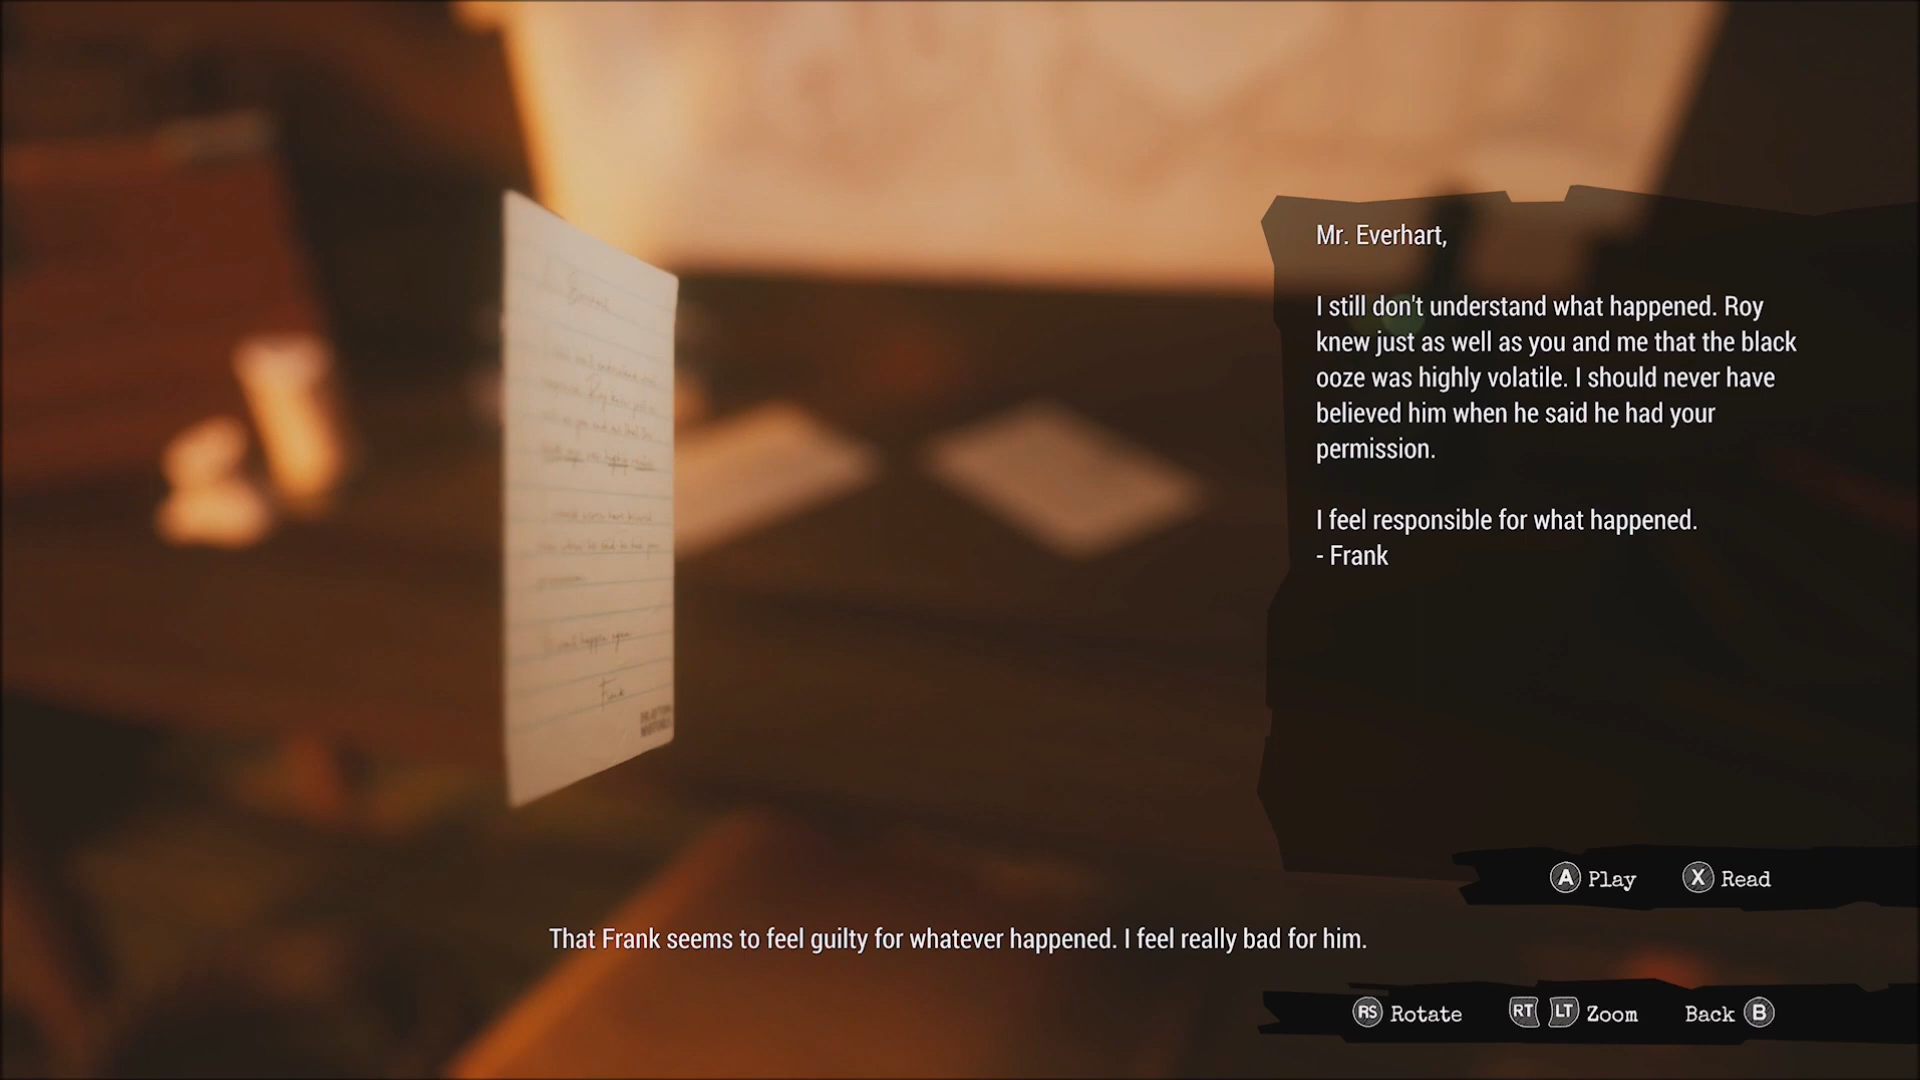 Mr. Everhart,
I still don't understand what happened. Roy
knew just as well as you and me that the black
ooze was highly volatile. I should never have
believed him when he said he had your
permission.
I feel responsible for what happened.
- Frank
A Play X Read
That Frank seems to feel guilty for whatever happened. I feel really bad for him.
RS Rotate RT LT Zoom Back B